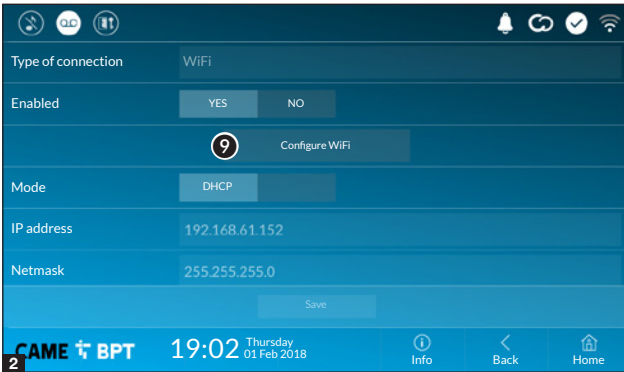 Type of connection WiFi
Enabled YES NO
9 Configure WiFi
Mode DHCP
IP address 192.168.61.152
Netmask 255.255.255.0
Save
2 CAME BPT 19:02 Thursday 01 Feb 2018 Info Back Home